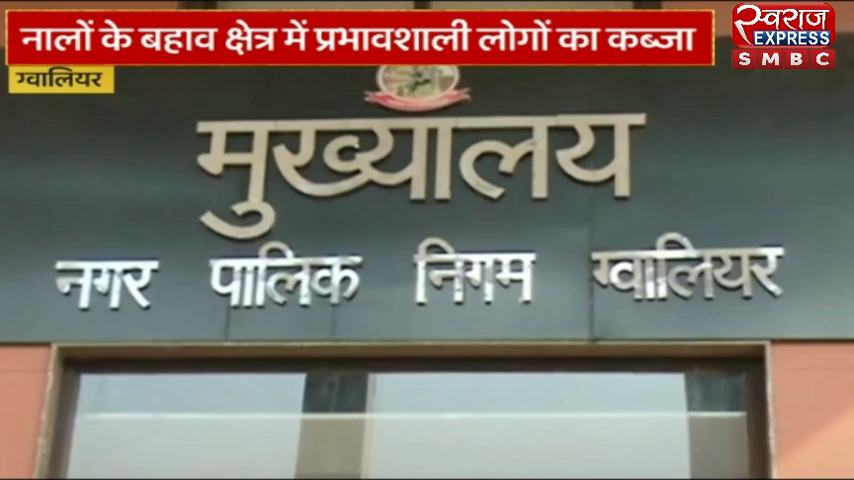 नालों के बहाव क्षेत्र में प्रभावशाली लोगों का कब्जा
स्वराज
EXPRESS
SMBC
ग्वालियर
मुख्यालय
नगर पालिक निगम ग्वालियर